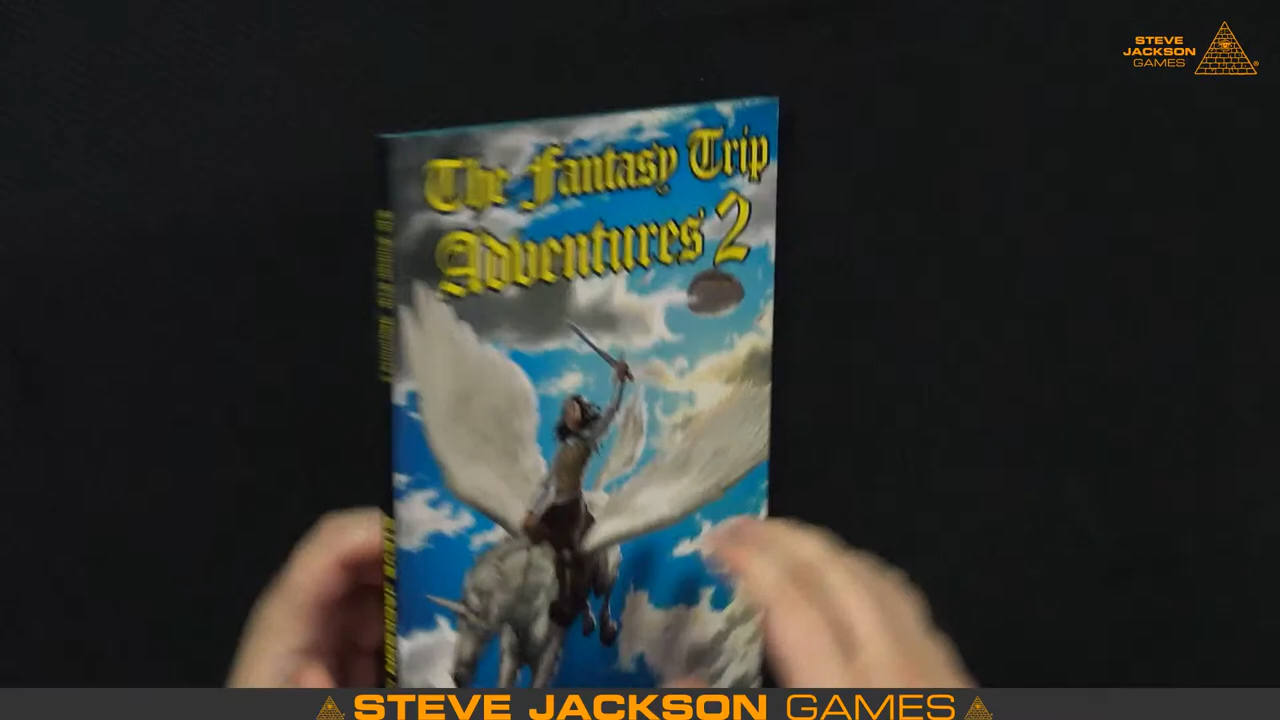 STEVE
JACKSON
GAMES
The Fantasy Trip
Adventures 2
STEVE JACKSON GAMES